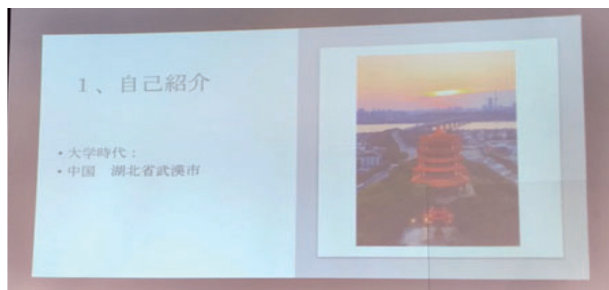 1、自己紹介
・大学時代：
・中国　湖北省武漢市